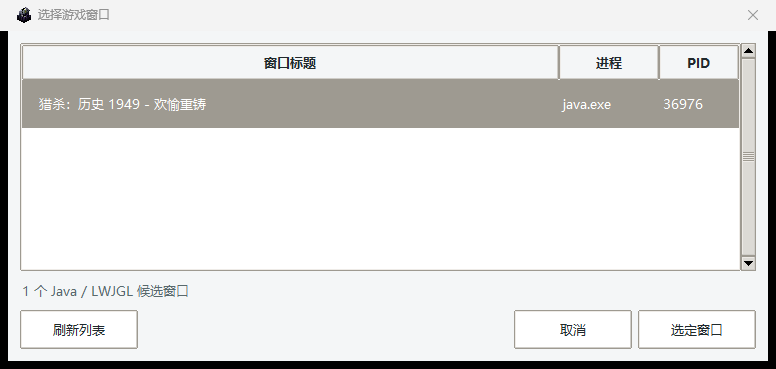 选择游戏窗口
窗口标题 进程 PID
猎杀：历史 1949 - 欢愉重铸 java.exe 36976
1 个 Java / LWJGL 候选窗口
刷新列表 取消 选定窗口